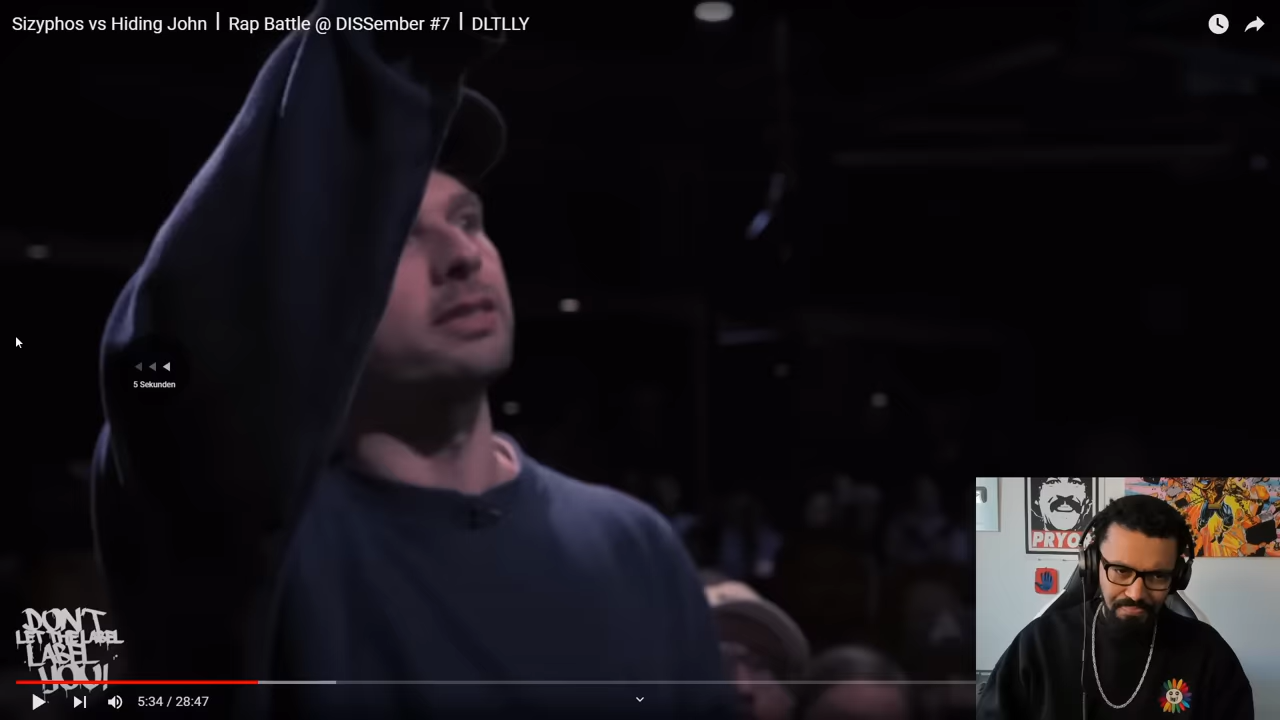 Sizyphos vs Hiding John | Rap Battle @ DISSember #7 | DLTLLY
5 Sekunden
DON'T
LET THE LABEL
LABEL
YOU!
PRYO
5:34 / 28:47